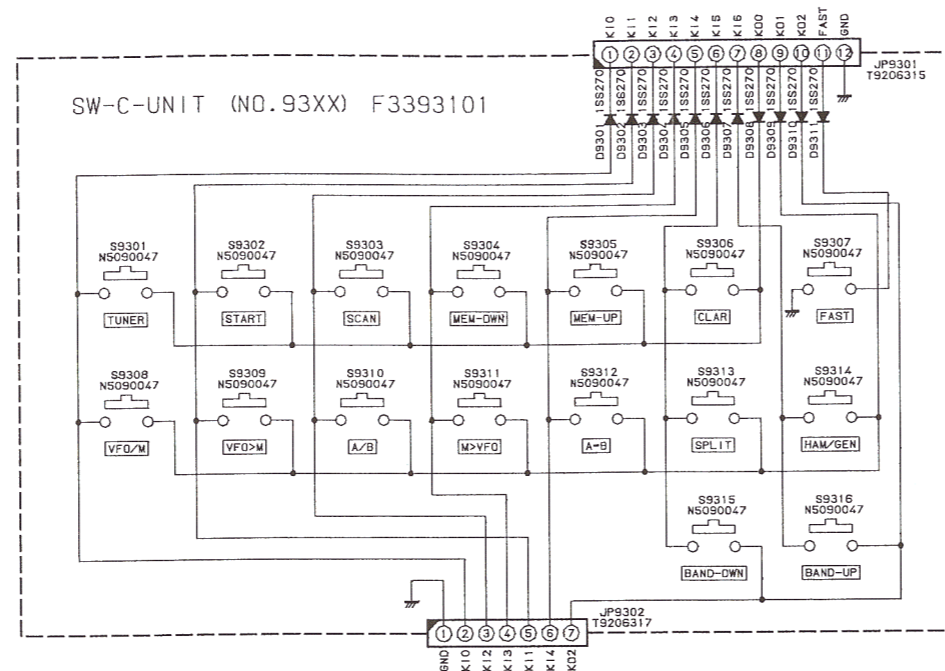 KI0 KI1 KI2 KI3 KI4 KI5 KI6 KO0 KO1 KO2 FAST GND
1 2 3 4 5 6 7 8 9 10 11 12
JP9301
T9206315
SW-C-UNIT (NO.93XX) F3393101
1SS270 1SS270 1SS270 1SS270 1SS270 1SS270 1SS270 1SS270 1SS270 1SS270 1SS270
D9301 D9302 D9303 D9304 D9305 D9306 D9307 D9308 D9309 D9310 D9311
S9301 S9302 S9303 S9304 S9305 S9306 S9307
N5090047 N5090047 N5090047 N5090047 N5090047 N5090047 N5090047
TUNER START SCAN MEM-DWN MEM-UP CLAR FAST
S9308 S9309 S9310 S9311 S9312 S9313 S9314
N5090047 N5090047 N5090047 N5090047 N5090047 N5090047 N5090047
VFO/M VFO>M A/B M>VFO A=B SPLIT HAM/GEN
S9315 S9316
N5090047 N5090047
BAND-DWN BAND-UP
JP9302
T9206317
1 2 3 4 5 6 7
GND KI0 KI2 KI3 KI1 KI4 KO2